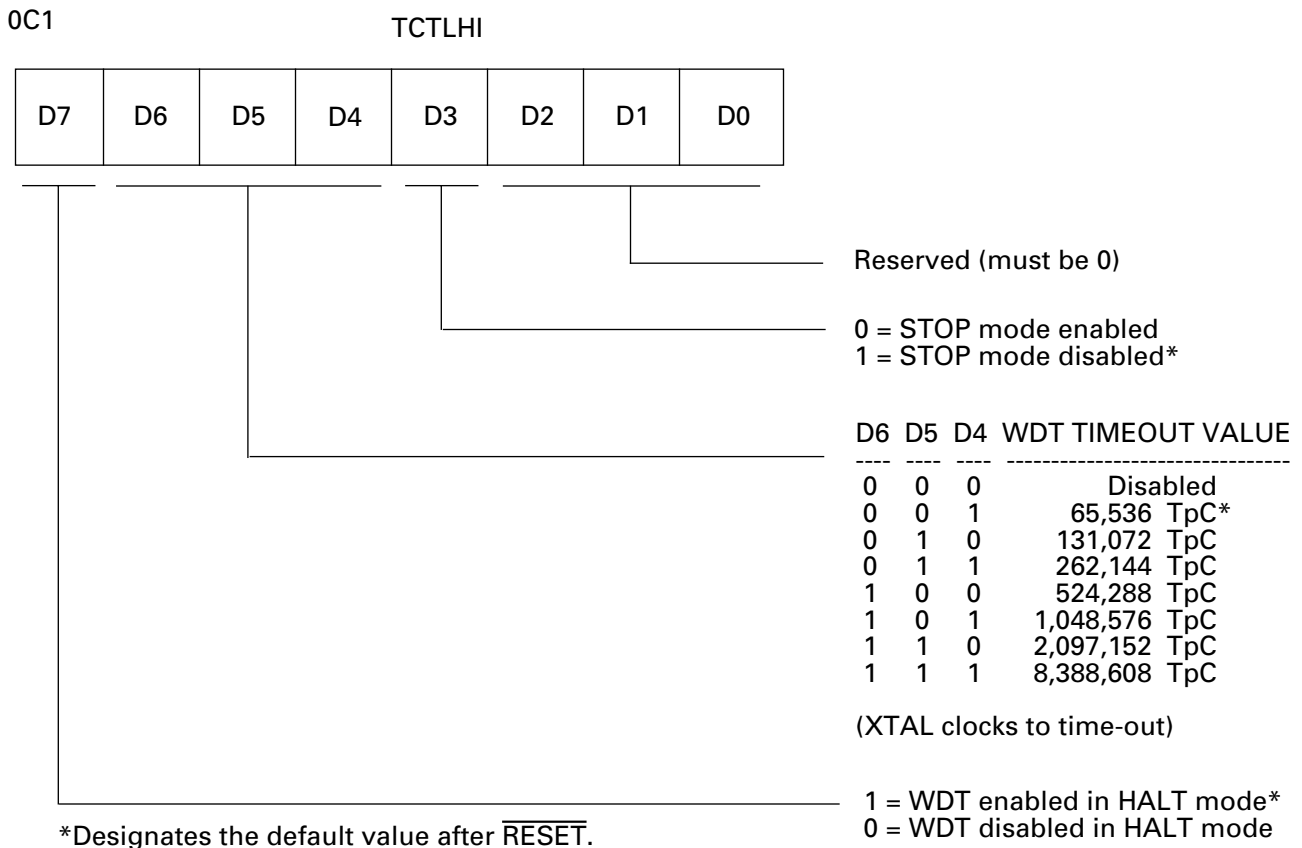 0C1
TCTLHI
D7 D6 D5 D4 D3 D2 D1 D0
Reserved (must be 0)
0 = STOP mode enabled
1 = STOP mode disabled*
D6 D5 D4 WDT TIMEOUT VALUE
---- ---- ---- --------------------------------
0 0 0 Disabled
0 0 1 65,536 TpC*
0 1 0 131,072 TpC
0 1 1 262,144 TpC
1 0 0 524,288 TpC
1 0 1 1,048,576 TpC
1 1 0 2,097,152 TpC
1 1 1 8,388,608 TpC
(XTAL clocks to time-out)
1 = WDT enabled in HALT mode*
0 = WDT disabled in HALT mode
*Designates the default value after RESET.